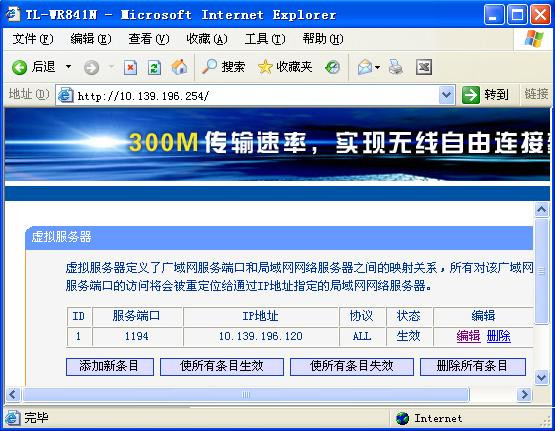 TL-WR841N - Microsoft Internet Explorer
文件(F) 编辑(E) 查看(V) 收藏(A) 工具(T) 帮助(H)
后退 搜索 收藏夹
地址(D) http://10.139.196.254/ 转到 链接
300M 传输速率，实现无线自由连接
虚拟服务器
虚拟服务器定义了广域网服务端口和局域网网络服务器之间的映射关系，所有对该广域网
服务端口的访问将会被重定位给通过IP地址指定的局域网网络服务器。
ID 服务端口 IP地址 协议 状态 编辑
1 1194 10.139.196.120 ALL 生效 编辑 删除
添加新条目 使所有条目生效 使所有条目失效 删除所有条目
完毕 Internet